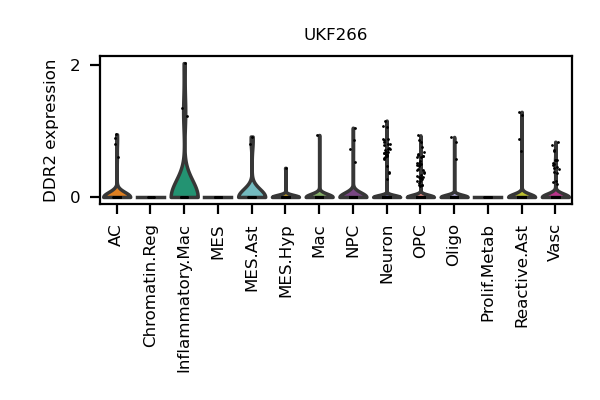 UKF266
DDR2 expression
2
0
AC
Chromatin.Reg
Inflammatory.Mac
MES
MES.Ast
MES.Hyp
Mac
NPC
Neuron
OPC
Oligo
Prolif.Metab
Reactive.Ast
Vasc